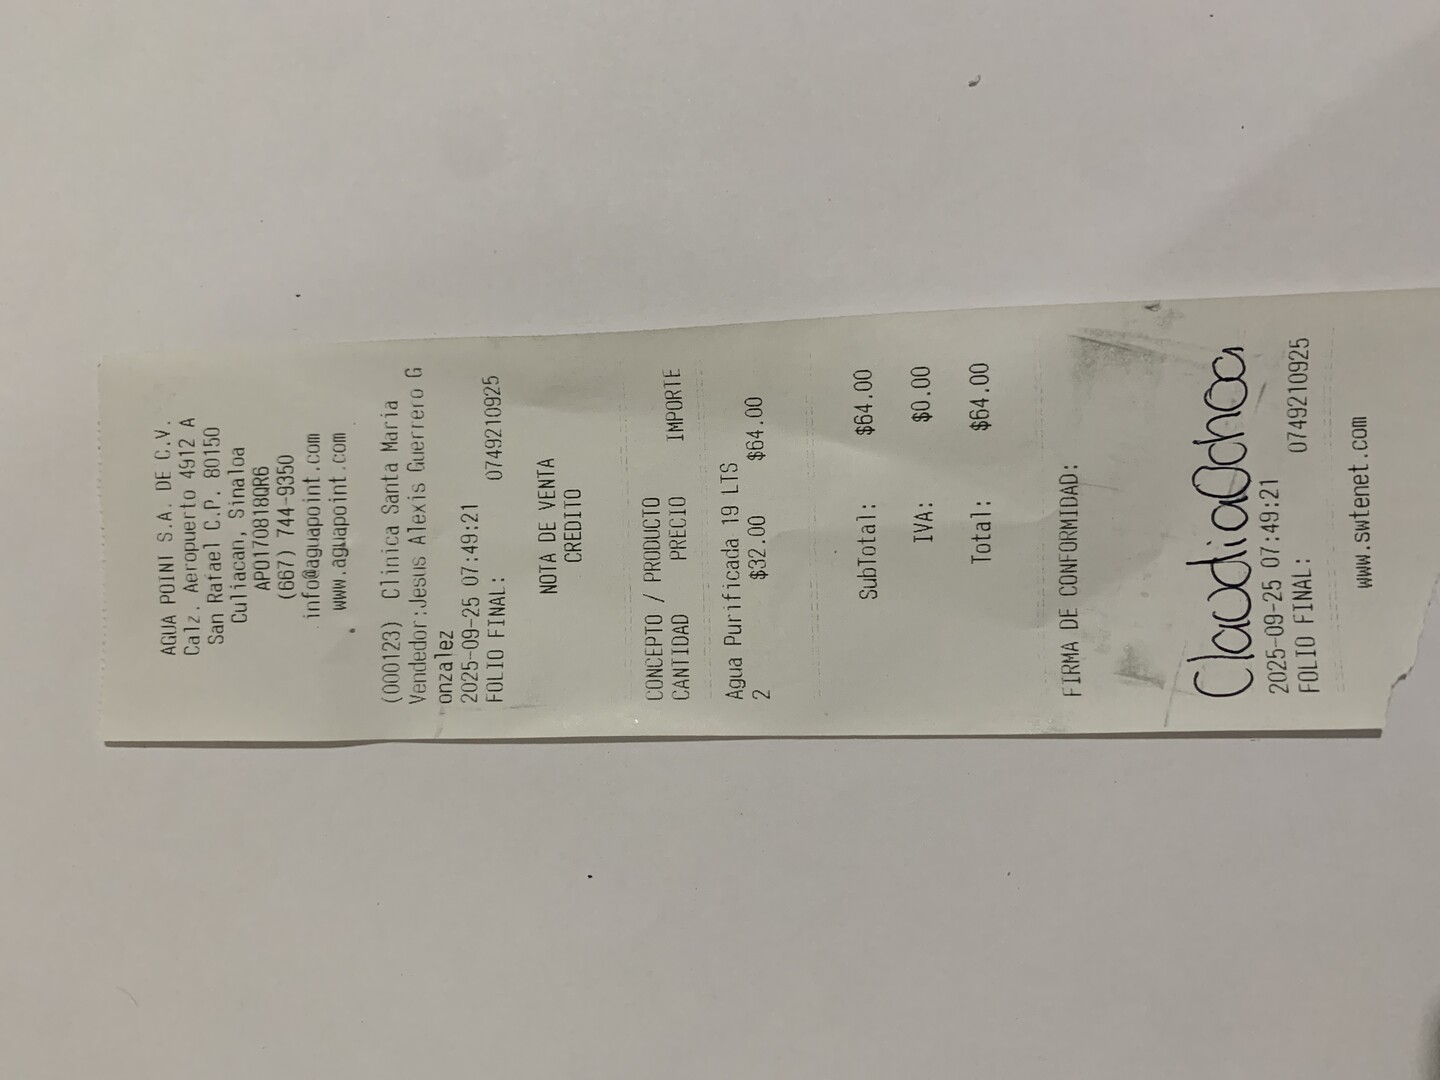 AGUA POINI S.A. DE C.V.
Calz. Aeropuerto 4912 A
San Rafael C.P. 80150
Culiacan, Sinaloa
APO170818QR6
(667) 744-9350
info@aguapoint.com
www.aguapoint.com
(000123) Clinica Santa Maria
Vendedor:Jesus Alexis Guerrero G
onzalez
2025-09-25 07:49:21
FOLIO FINAL: 0749210925
NOTA DE VENTA
CREDITO
CONCEPTO / PRODUCTO
CANTIDAD PRECIO IMPORTE
Agua Purificada 19 LTS
2 $32.00 $64.00
SubTotal: $64.00
IVA: $0.00
Total: $64.00
FIRMA DE CONFORMIDAD:
Claudia Ochoa
2025-09-25 07:49:21
FOLIO FINAL: 0749210925
www.swtenet.com